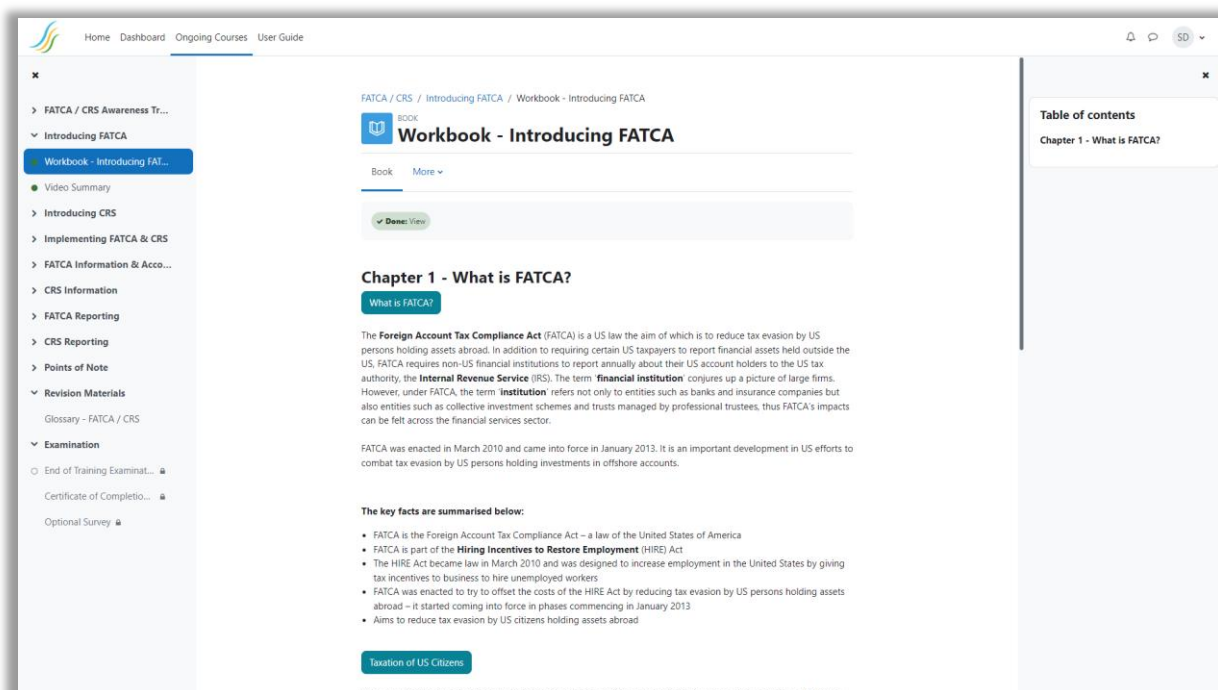 Home Dashboard Ongoing Courses User Guide
SD
FATCA / CRS Awareness Tr...
Introducing FATCA
Workbook - Introducing FAT...
Video Summary
Introducing CRS
Implementing FATCA & CRS
FATCA Information & Acco...
CRS Information
FATCA Reporting
CRS Reporting
Points of Note
Revision Materials
Glossary - FATCA / CRS
Examination
End of Training Examinat...
Certificate of Completio...
Optional Survey
FATCA / CRS / Introducing FATCA / Workbook - Introducing FATCA
BOOK
Workbook - Introducing FATCA
Book More
Done: View
Chapter 1 - What is FATCA?
What is FATCA?
The Foreign Account Tax Compliance Act (FATCA) is a US law the aim of which is to reduce tax evasion by US
persons holding assets abroad. In addition to requiring certain US taxpayers to report financial assets held outside the
US, FATCA requires non-US financial institutions to report annually about their US account holders to the US tax
authority, the Internal Revenue Service (IRS). The term 'financial institution' conjures up a picture of large firms.
However, under FATCA, the term 'institution' refers not only to entities such as banks and insurance companies but
also entities such as collective investment schemes and trusts managed by professional trustees, thus FATCA's impacts
can be felt across the financial services sector.
FATCA was enacted in March 2010 and came into force in January 2013. It is an important development in US efforts to
combat tax evasion by US persons holding investments in offshore accounts.
The key facts are summarised below:
• FATCA is the Foreign Account Tax Compliance Act – a law of the United States of America
• FATCA is part of the Hiring Incentives to Restore Employment (HIRE) Act
• The HIRE Act became law in March 2010 and was designed to increase employment in the United States by giving
tax incentives to business to hire unemployed workers
• FATCA was enacted to try to offset the costs of the HIRE Act by reducing tax evasion by US persons holding assets
abroad – it started coming into force in phases commencing in January 2013
• Aims to reduce tax evasion by US citizens holding assets abroad
Taxation of US Citizens
Table of contents
Chapter 1 - What is FATCA?